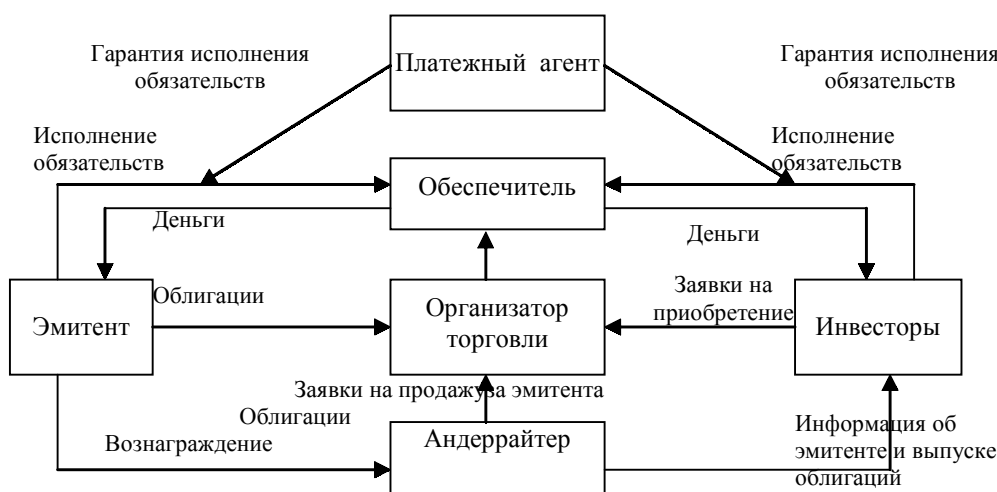 Гарантия исполнения
обязательств
Платежный агент
Гарантия исполнения
обязательств
Исполнение
обязательств
Исполнение
обязательств
Обеспечитель
Деньги
Деньги
Эмитент
Облигации
Организатор
торговли
Заявки на
приобретение
Инвесторы
Заявки на продажуза эмитента
Облигации
Вознаграждение
Андеррайтер
Информация об
эмитенте и выпуске
облигаций